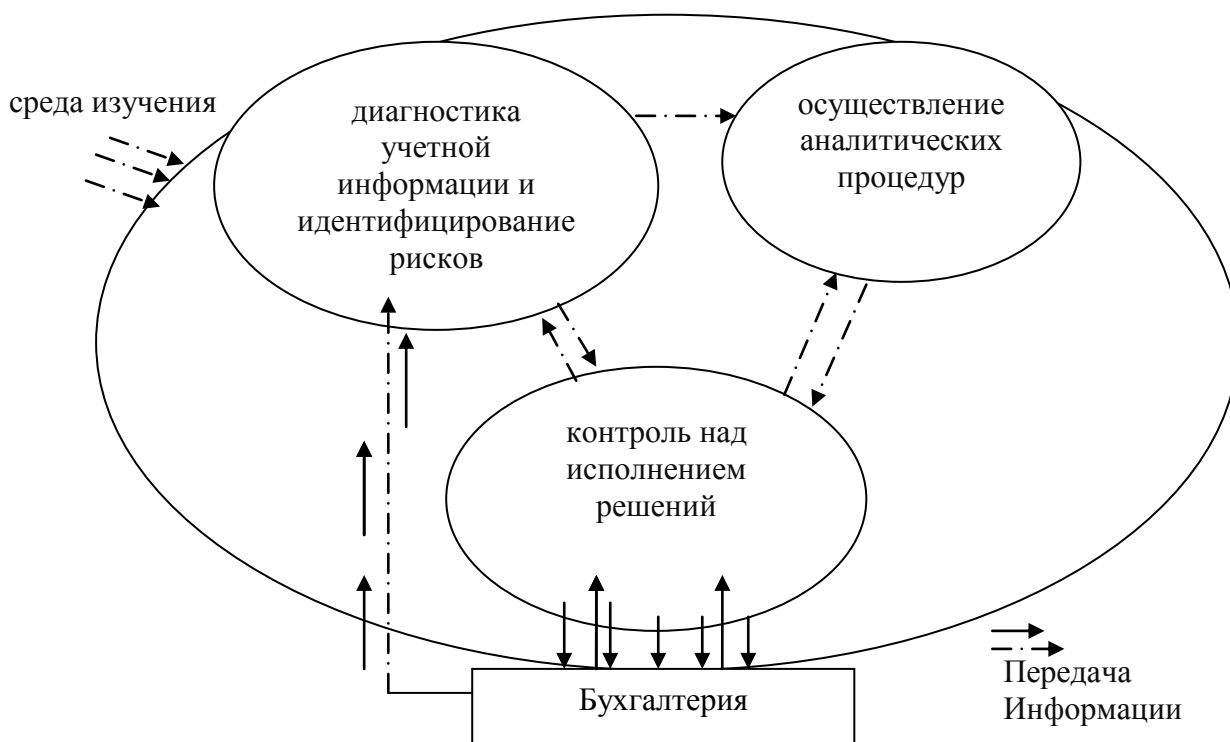 среда изучения
диагностика
учетной
информации и
идентифицирование
рисков
осуществление
аналитических
процедур
контроль над
исполнением
решений
Бухгалтерия
Передача
Информации